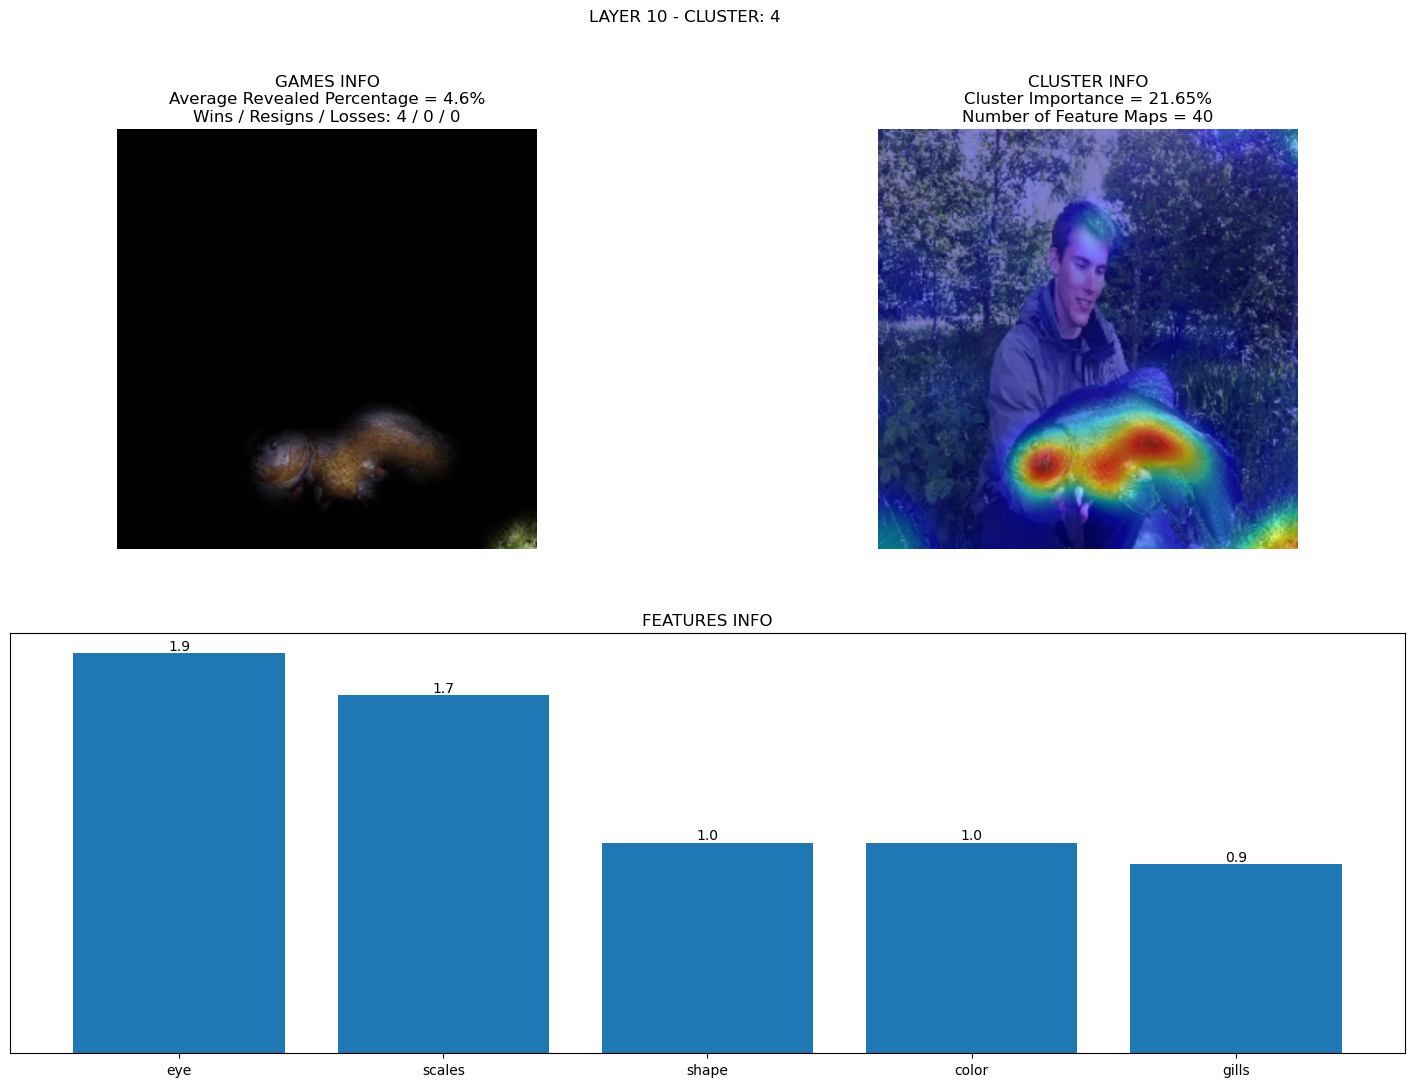 LAYER 10 - CLUSTER: 4
GAMES INFO
Average Revealed Percentage = 4.6%
Wins / Resigns / Losses: 4 / 0 / 0
CLUSTER INFO
Cluster Importance = 21.65%
Number of Feature Maps = 40
FEATURES INFO
1.9
1.7
1.0
1.0
0.9
eye
scales
shape
color
gills